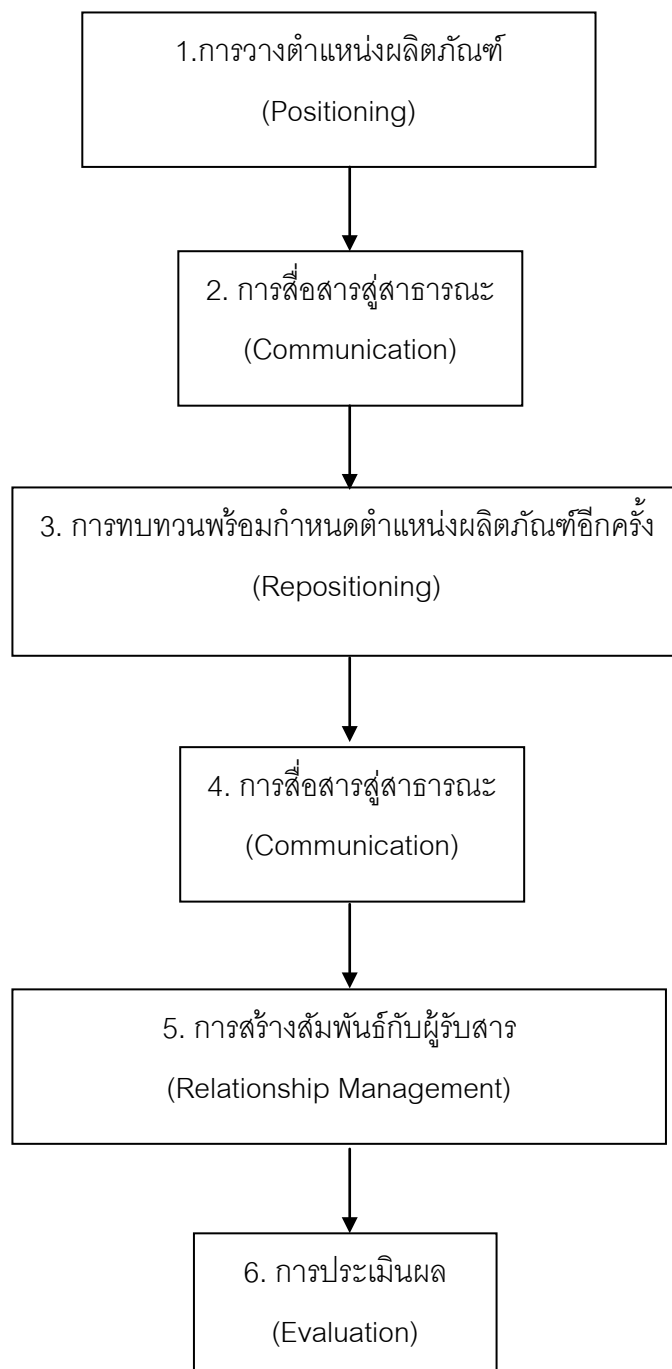 1.การวางตำแหน่งผลิตภัณฑ์
(Positioning)
2. การสื่อสารสู่สาธารณะ
(Communication)
3. การทบทวนพร้อมกำหนดตำแหน่งผลิตภัณฑ์อีกครั้ง
(Repositioning)
4. การสื่อสารสู่สาธารณะ
(Communication)
5. การสร้างสัมพันธ์กับผู้รับสาร
(Relationship Management)
6. การประเมินผล
(Evaluation)